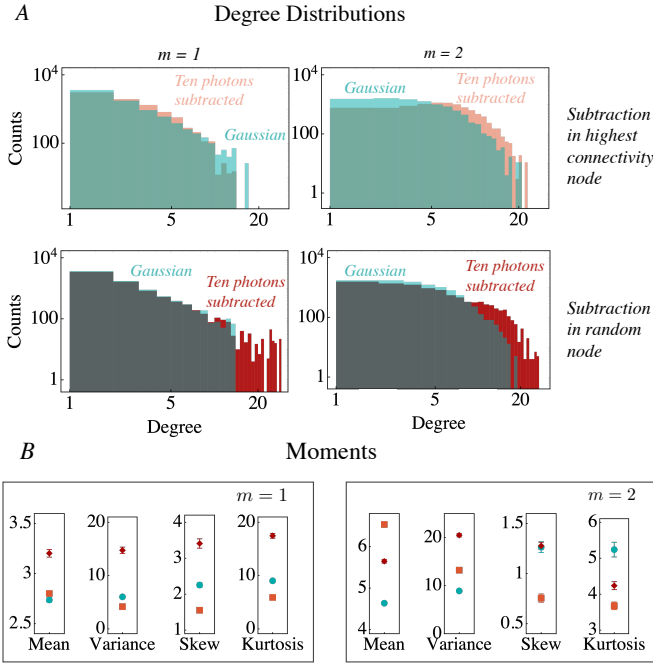 A Degree Distributions
m = 1
m = 2
10^4
Ten photons
subtracted
Gaussian
100
Counts
1 5 20
10^4
Gaussian
Ten photons
subtracted
100
1
1 5 20
Subtraction
in highest
connectivity
node
10^4
Gaussian
Ten photons
subtracted
100
1
Counts
1 5 20
Degree
10^4
Gaussian
Ten photons
subtracted
100
1
1 5 20
Degree
Subtraction
in random
node
B Moments
m = 1
3.5
3
2.5
Mean
20
10
0
Variance
4
3
2
1
Skew
20
10
0
Kurtosis
m = 2
6
5
4
Mean
20
10
0
Variance
1.5
1
0.5
Skew
6
5
4
3
Kurtosis